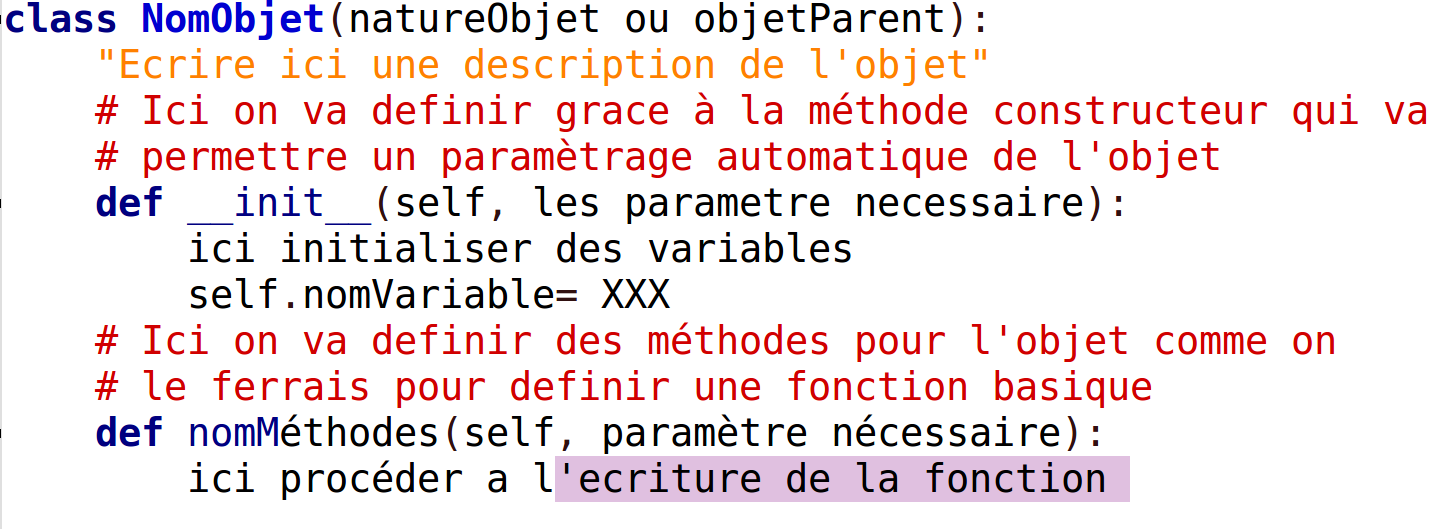 class NomObjet(natureObjet ou objetParent):
"Ecrire ici une description de l'objet"
# Ici on va definir grace à la méthode constructeur qui va
# permettre un paramètrage automatique de l'objet
def __init__(self, les parametre necessaire):
ici initialiser des variables
self.nomVariable= XXX
# Ici on va definir des méthodes pour l'objet comme on
# le ferrais pour definir une fonction basique
def nomMéthodes(self, paramètre nécessaire):
ici procéder a l'ecriture de la fonction